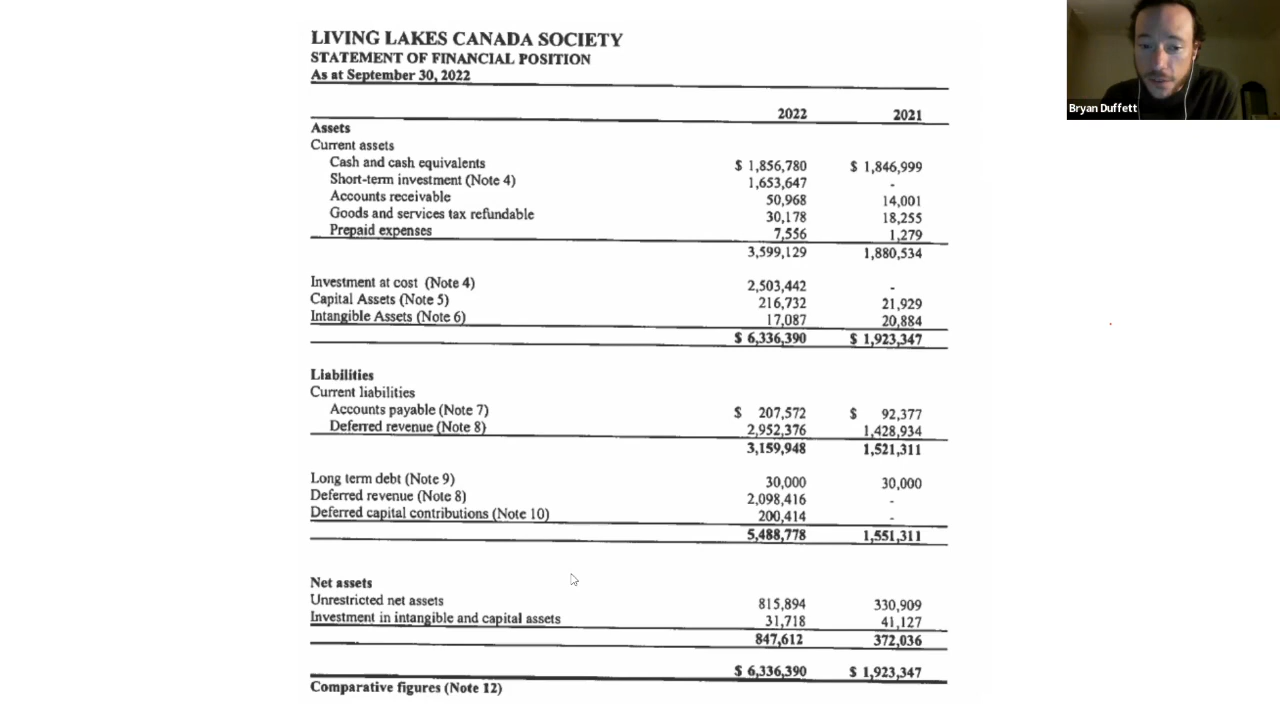 LIVING LAKES CANADA SOCIETY
STATEMENT OF FINANCIAL POSITION
As at September 30, 2022
2022 2021
Assets
Current assets
Cash and cash equivalents $ 1,856,780 $ 1,846,999
Short-term investment (Note 4) 1,653,647 -
Accounts receivable 50,968 14,001
Goods and services tax refundable 30,178 18,255
Prepaid expenses 7,556 1,279
3,599,129 1,880,534
Investment at cost (Note 4) 2,503,442 -
Capital Assets (Note 5) 216,732 21,929
Intangible Assets (Note 6) 17,087 20,884
$ 6,336,390 $ 1,923,347
Liabilities
Current liabilities
Accounts payable (Note 7) $ 207,572 $ 92,377
Deferred revenue (Note 8) 2,952,376 1,428,934
3,159,948 1,521,311
Long term debt (Note 9) 30,000 30,000
Deferred revenue (Note 8) 2,098,416 -
Deferred capital contributions (Note 10) 200,414 -
5,488,778 1,551,311
Net assets
Unrestricted net assets 815,894 330,909
Investment in intangible and capital assets 31,718 41,127
847,612 372,036
$ 6,336,390 $ 1,923,347
Comparative figures (Note 12)
Bryan Duffett